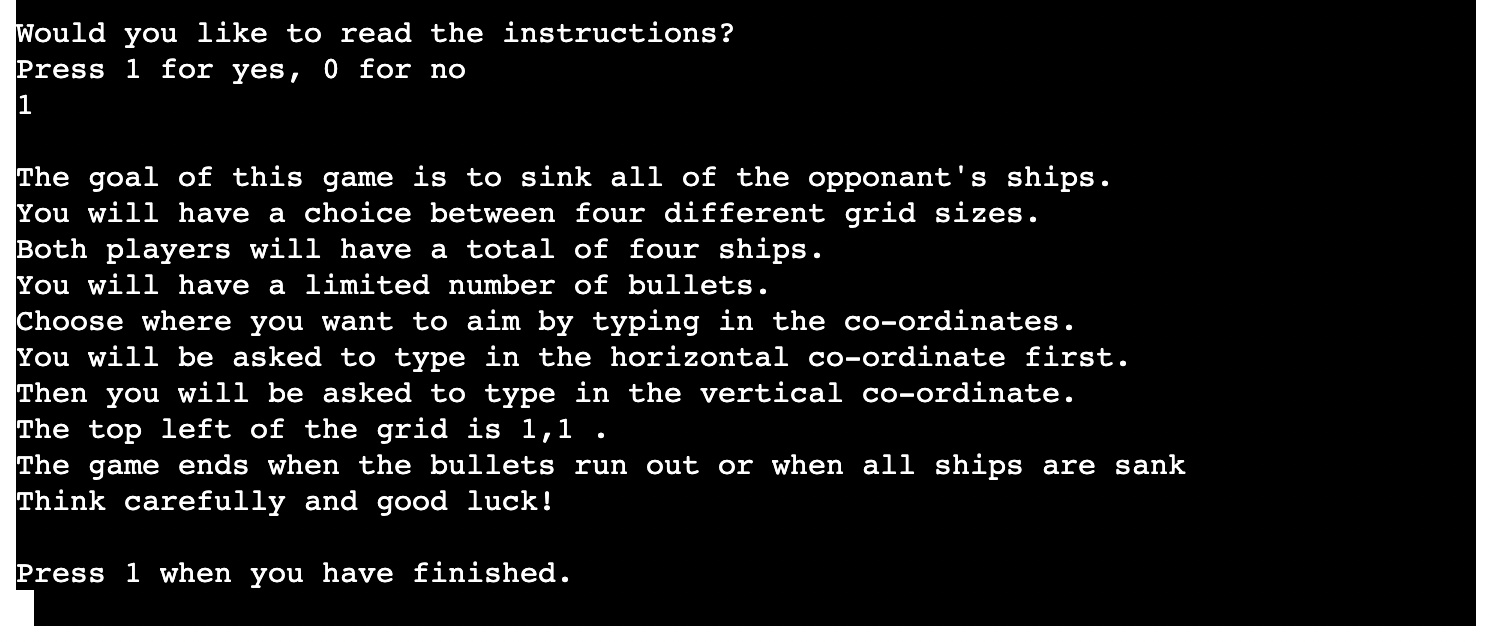 Would you like to read the instructions?
Press 1 for yes, 0 for no
1
The goal of this game is to sink all of the opponant's ships.
You will have a choice between four different grid sizes.
Both players will have a total of four ships.
You will have a limited number of bullets.
Choose where you want to aim by typing in the co-ordinates.
You will be asked to type in the horizontal co-ordinate first.
Then you will be asked to type in the vertical co-ordinate.
The top left of the grid is 1,1 .
The game ends when the bullets run out or when all ships are sank
Think carefully and good luck!
Press 1 when you have finished.